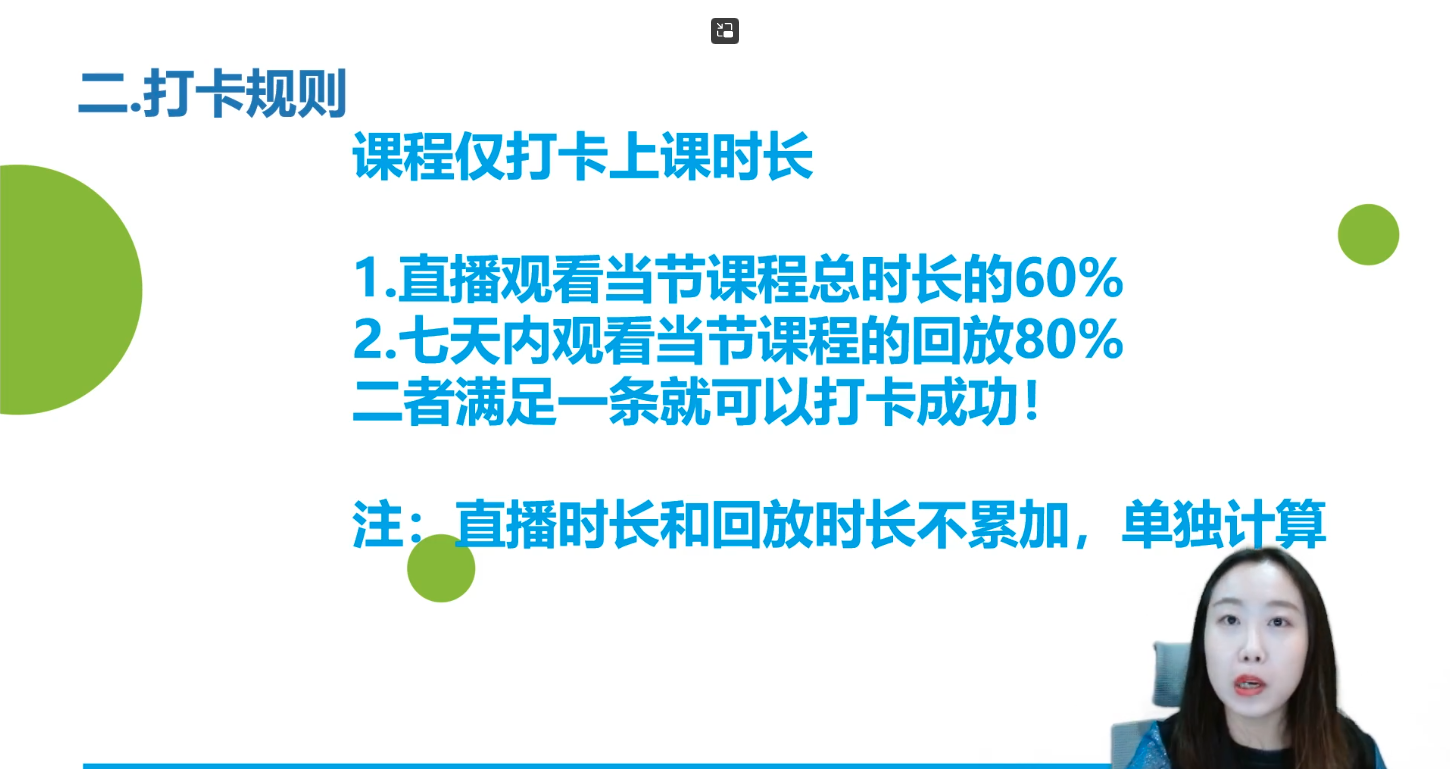 二.打卡规则
课程仅打卡上课时长
1.直播观看当节课程总时长的60%
2.七天内观看当节课程的回放80%
二者满足一条就可以打卡成功！
注：直播时长和回放时长不累加，单独计算